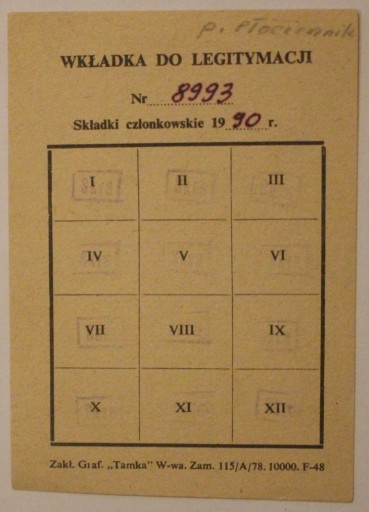 p. Płóciennik
WKŁADKA DO LEGITYMACJI
Nr 8993
Składki członkowskie 1990 r.
I II III
IV V VI
VII VIII IX
X XI XII
Zakł. Graf. „Tamka” W-wa. Zam. 115/A/78. 10000. F-48